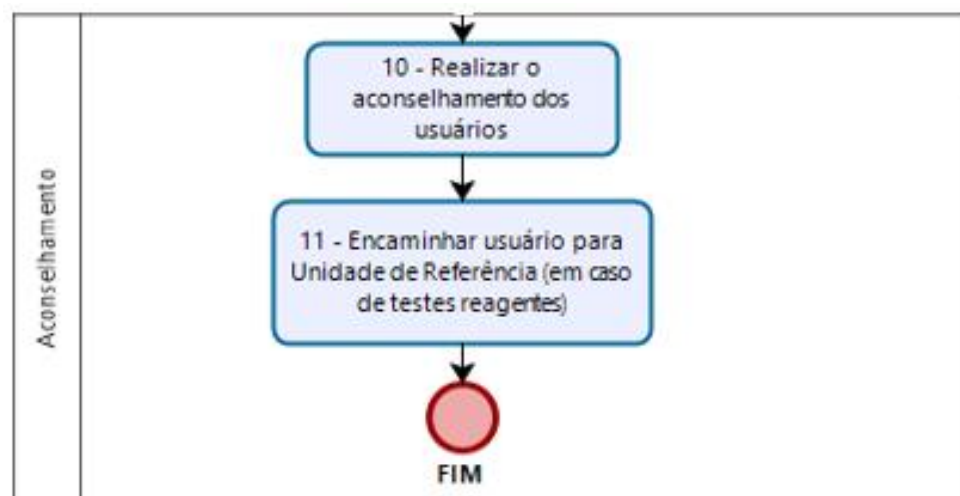 Aconselhamento
10 - Realizar o
aconselhamento dos
usuários
11 - Encaminhar usuário para
Unidade de Referência (em caso
de testes reagentes)
FIM